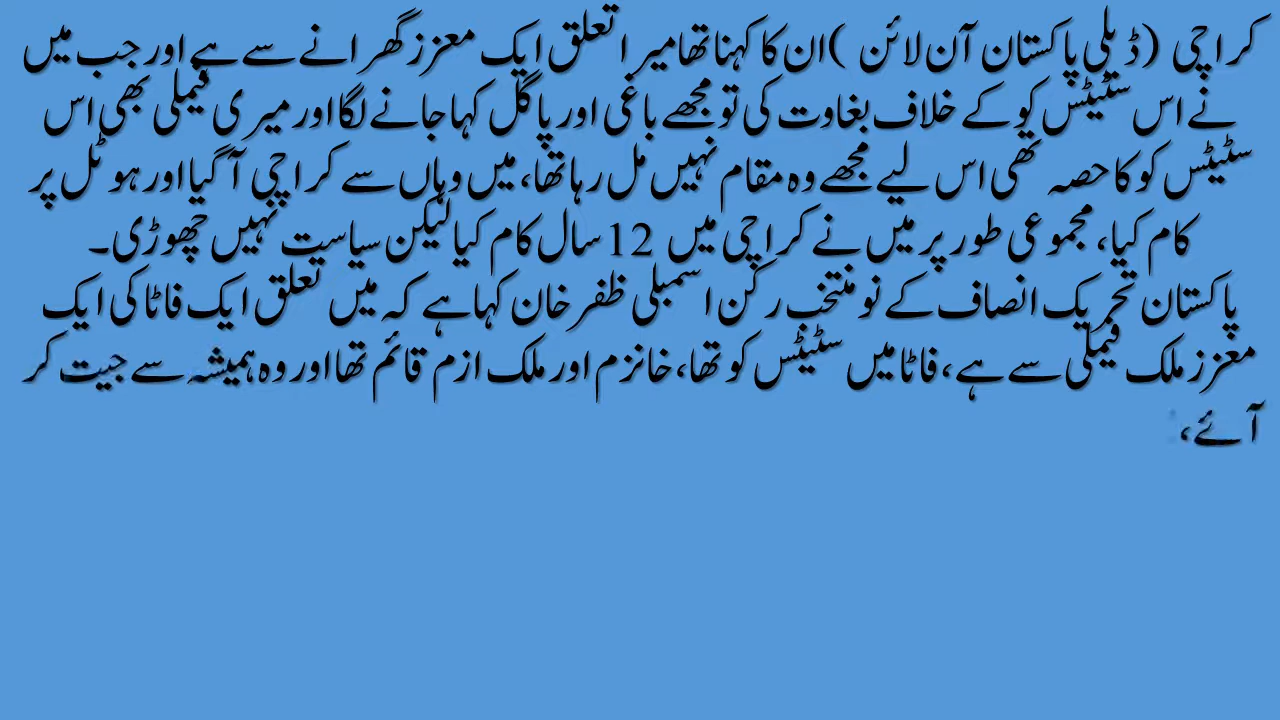 کراچی (ڈیلی پاکستان آن لائن )ان کا کہنا تھا میرا تعلق ایک معزز گھرانے سے ہے اور جب میں
نے اس سٹیٹس کو کے خلاف بغاوت کی تو مجھے باغی اور پاگل کہا جانے لگا اور میری فیملی بھی اس
سٹیٹس کو کا حصہ تھی اس لیے مجھے وہ مقام نہیں مل رہا تھا، میں وہاں سے کراچی آ گیا اور ہوٹل پر
کام کیا، مجموعی طور پر میں نے کراچی میں 12 سال کام کیا لیکن سیاست نہیں چھوڑی۔
پاکستان تحریک انصاف کے نو منتخب رکن اسمبلی ظفر خان کہا ہے کہ میں تعلق ایک فاٹا کی ایک
معزز ملک فیملی سے ہے، فاٹا میں سٹیٹس کو تھا، خانزم اور ملک ازم قائم تھا اور وہ ہمیشہ سے جیت کر
آئے،